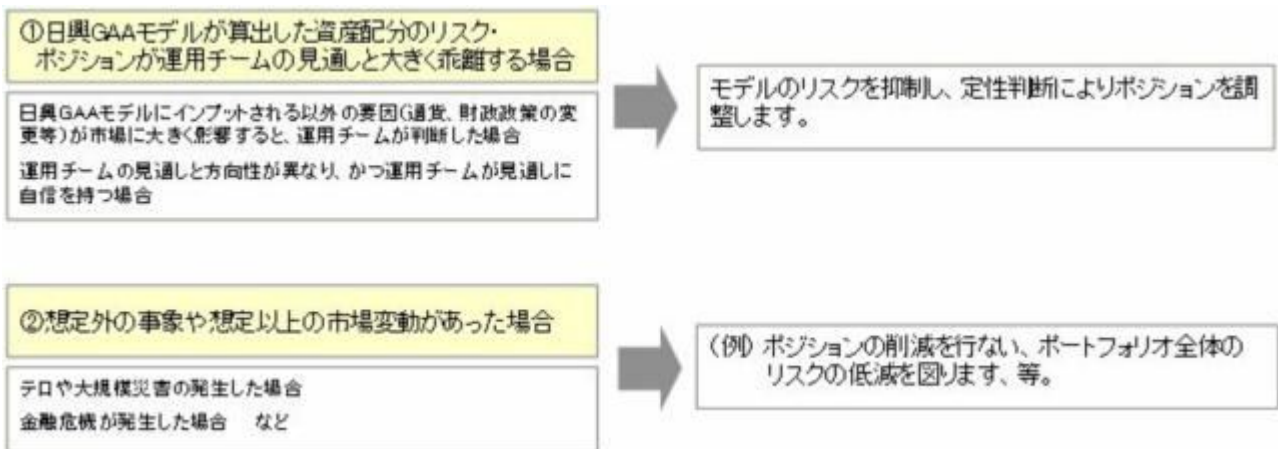 ①日興GAAモデルが算出した資産配分のリスク・
ポジションが運用チームの見通しと大きく乖離する場合
日興GAAモデルにインプットされる以外の要因(通貨、財政政策の変
更等)が市場に大きく影響すると、運用チームが判断した場合
運用チームの見通しと方向性が異なり、かつ運用チームが見通しに
自信を持つ場合
モデルのリスクを抑制し、定性判断によりポジションを調
整します。
②想定外の事象や想定以上の市場変動があった場合
テロや大規模災害の発生した場合
金融危機が発生した場合 など
(例) ポジションの削減を行ない、ポートフォリオ全体の
リスクの低減を図ります、等。